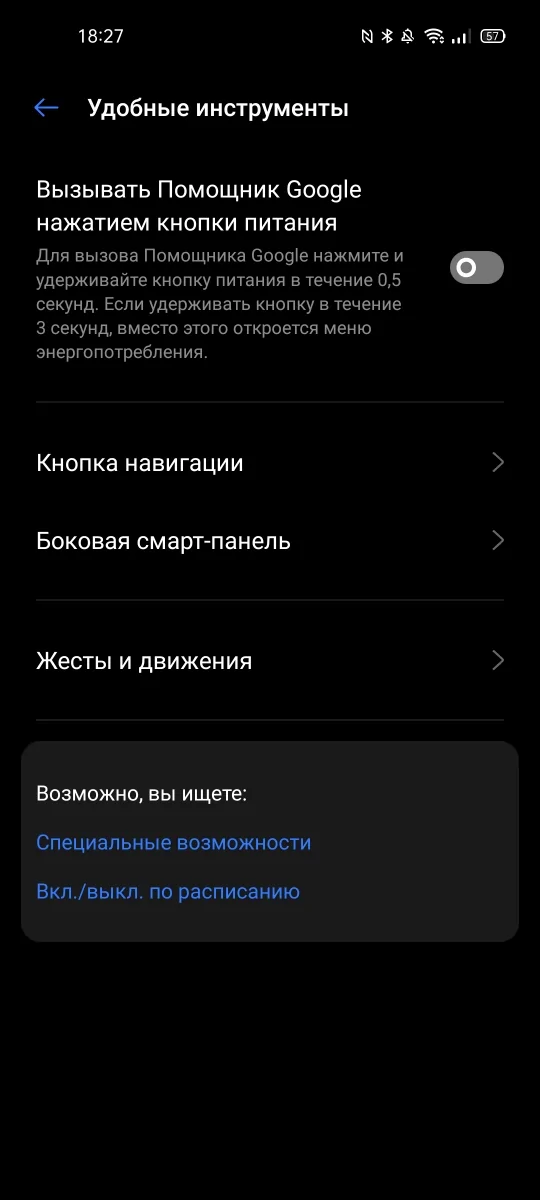 18:27
57
Удобные инструменты
Вызывать Помощник Google
нажатием кнопки питания
Для вызова Помощника Google нажмите и
удерживайте кнопку питания в течение 0,5
секунд. Если удерживать кнопку в течение
3 секунд, вместо этого откроется меню
энергопотребления.
Кнопка навигации
Боковая смарт-панель
Жесты и движения
Возможно, вы ищете:
Специальные возможности
Вкл./выкл. по расписанию